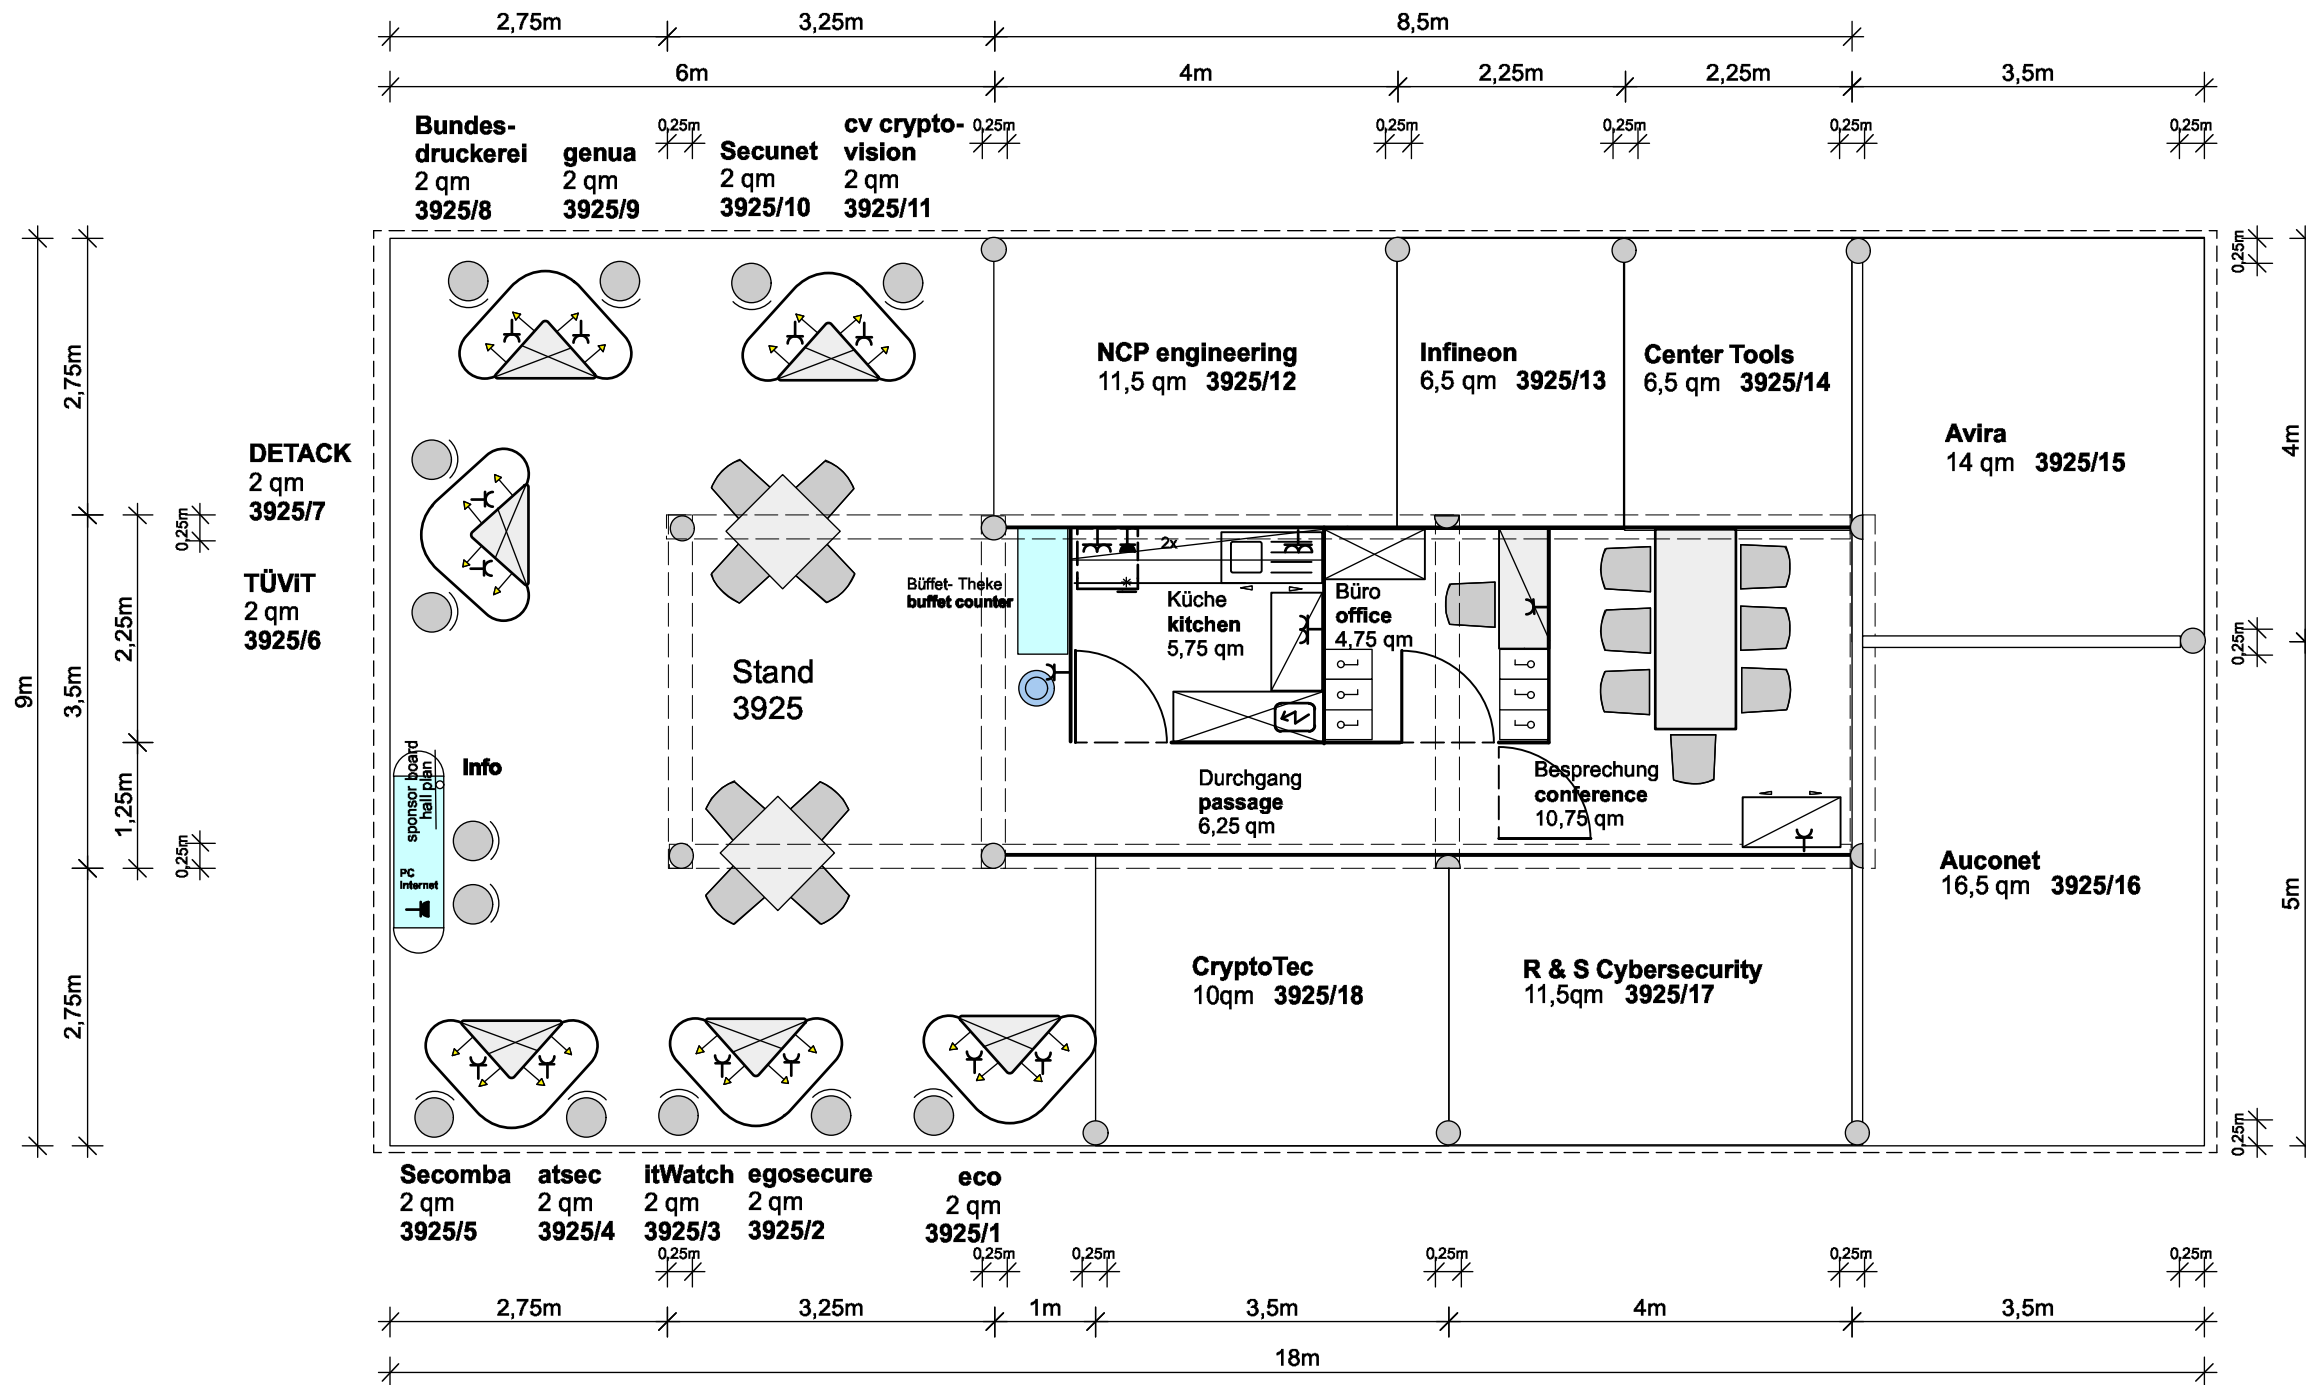 2,75m
3,25m
8,5m
6m
4m
2,25m
2,25m
3,5m
0,25m
0,25m
0,25m
0,25m
0,25m
0,25m
Bundes-
druckerei
2 qm
3925/8
genua
2 qm
3925/9
Secunet
2 qm
3925/10
cv crypto-
vision
2 qm
3925/11
9m
2,75m
3,5m
2,75m
2,25m
1,25m
0,25m
0,25m
DETACK
2 qm
3925/7
TÜViT
2 qm
3925/6
NCP engineering
11,5 qm 3925/12
Infineon
6,5 qm 3925/13
Center Tools
6,5 qm 3925/14
Avira
14 qm 3925/15
Büffet- Theke
buffet counter
2x
Küche
kitchen
5,75 qm
Büro
office
4,75 qm
Stand
3925
Info
sponsor board
hall plan
PC
Internet
Durchgang
passage
6,25 qm
Besprechung
conference
10,75 qm
Auconet
16,5 qm 3925/16
CryptoTec
10qm 3925/18
R & S Cybersecurity
11,5qm 3925/17
0,25m
4m
0,25m
5m
0,25m
Secomba
2 qm
3925/5
atsec
2 qm
3925/4
itWatch
2 qm
3925/3
egosecure
2 qm
3925/2
eco
2 qm
3925/1
0,25m
0,25m
0,25m
0,25m
0,25m
0,25m
2,75m
3,25m
1m
3,5m
4m
3,5m
18m